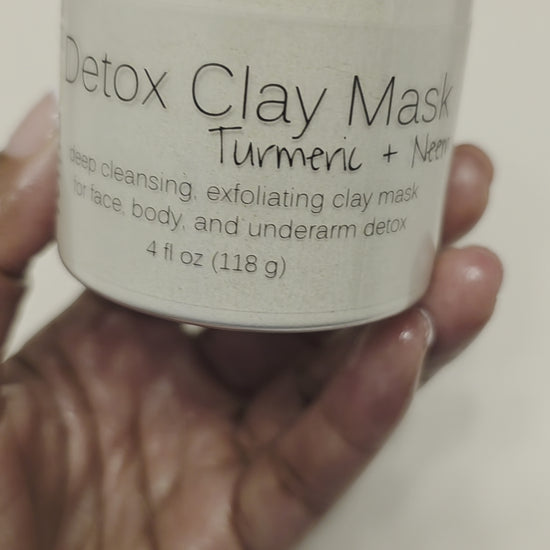 Detox Clay Mask
Turmeric + Neem
deep cleansing, exfoliating clay mask
for face, body, and underarm detox
4 fl oz (118 g)